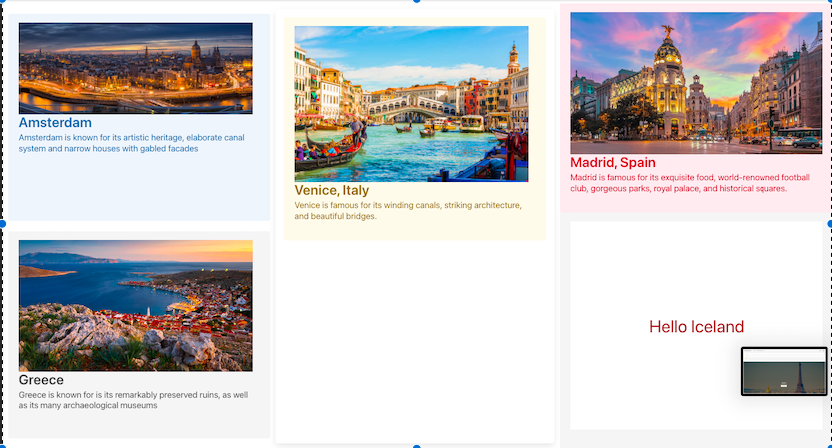 Amsterdam
Amsterdam is known for its artistic heritage, elaborate canal
system and narrow houses with gabled facades
Greece
Greece is known for is its remarkably preserved ruins, as well
as its many archaeological museums
Venice, Italy
Venice is famous for its winding canals, striking architecture,
and beautiful bridges.
Madrid, Spain
Madrid is famous for its exquisite food, world-renowned football
club, gorgeous parks, royal palace, and historical squares.
Hello Iceland